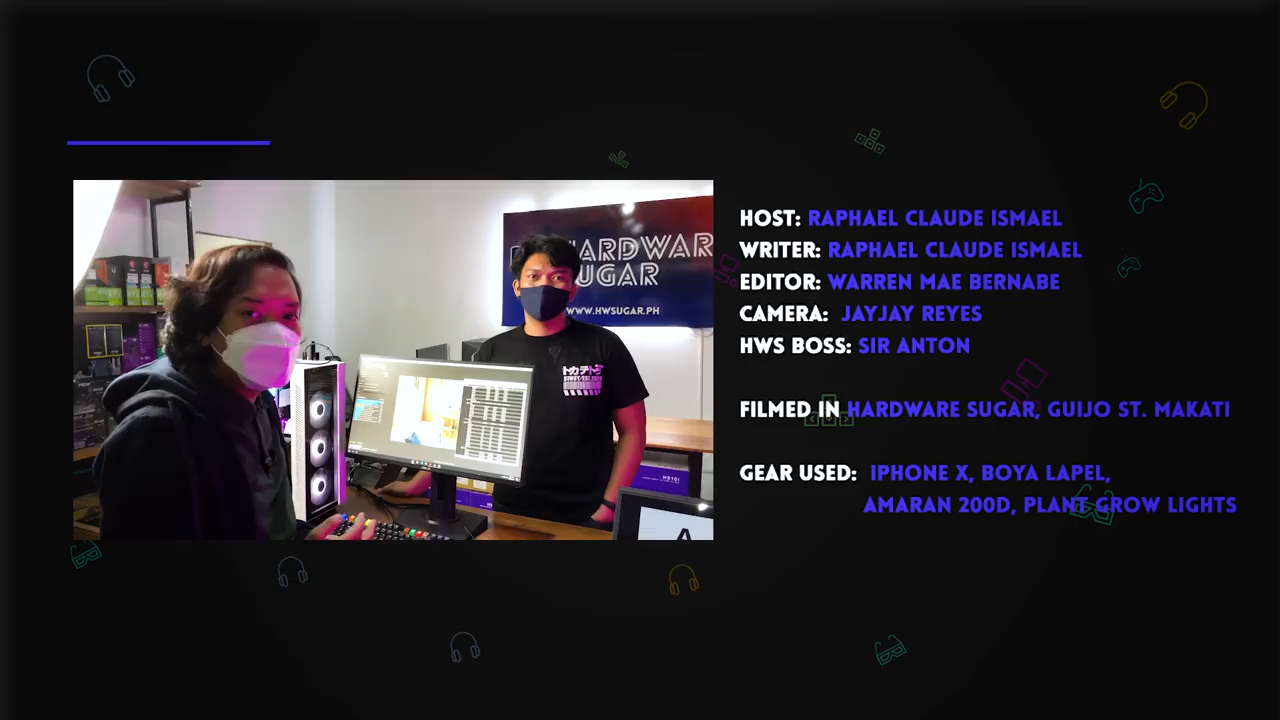 HARDWAR
SUGAR
WWW.HWSUGAR.PH
HOST: RAPHAEL CLAUDE ISMAEL
WRITER: RAPHAEL CLAUDE ISMAEL
EDITOR: WARREN MAE BERNABE
CAMERA: JAYJAY REYES
HWS BOSS: SIR ANTON
FILMED IN HARDWARE SUGAR, GUIJO ST. MAKATI
GEAR USED: IPHONE X, BOYA LAPEL,
AMARAN 200D, PLANT GROW LIGHTS